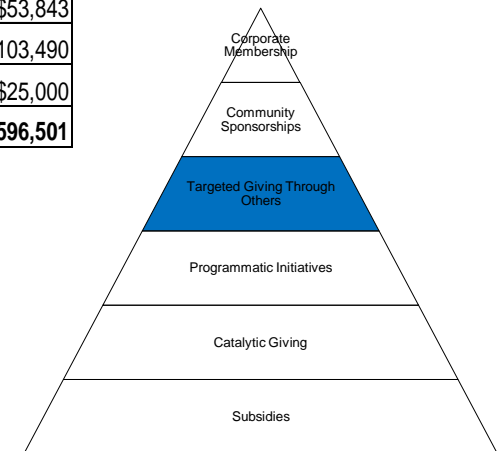 $53,843
103,490
$25,000
596,501
Corporate
Membership
Community
Sponsorships
Targeted Giving Through
Others
Programmatic Initiatives
Catalytic Giving
Subsidies